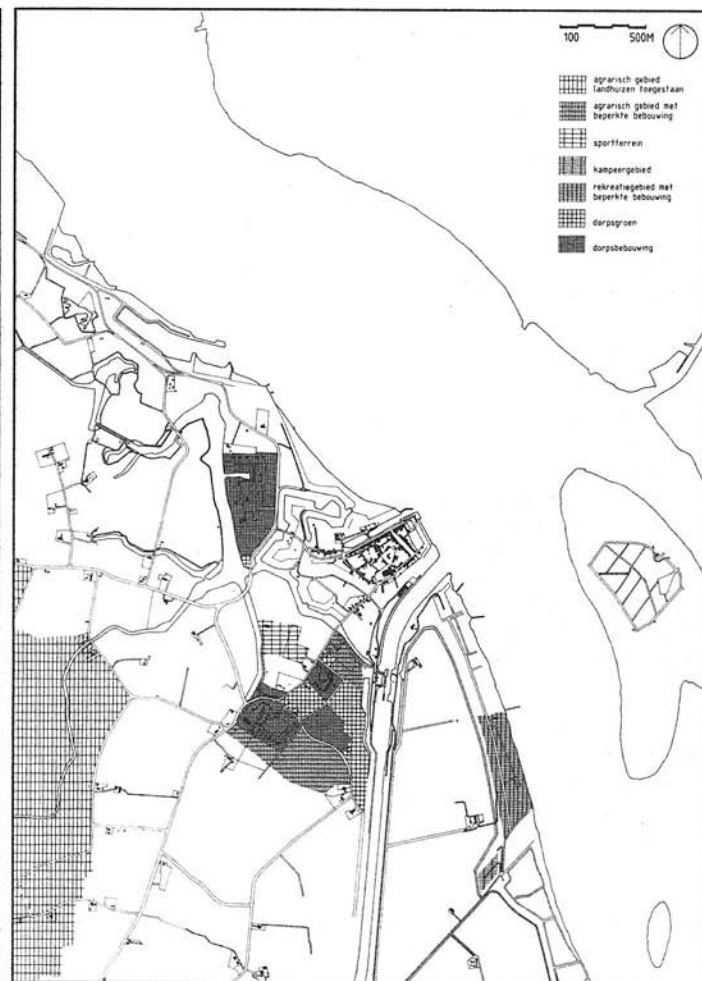 100 500M
agrarisch gebied
landhuizen toegestaan
agrarisch gebied met
beperkte bebouwing
sportterrein
kampeergebied
rekreatiegebied met
beperkte bebouwing
dorpsgroen
dorpsbebouwing